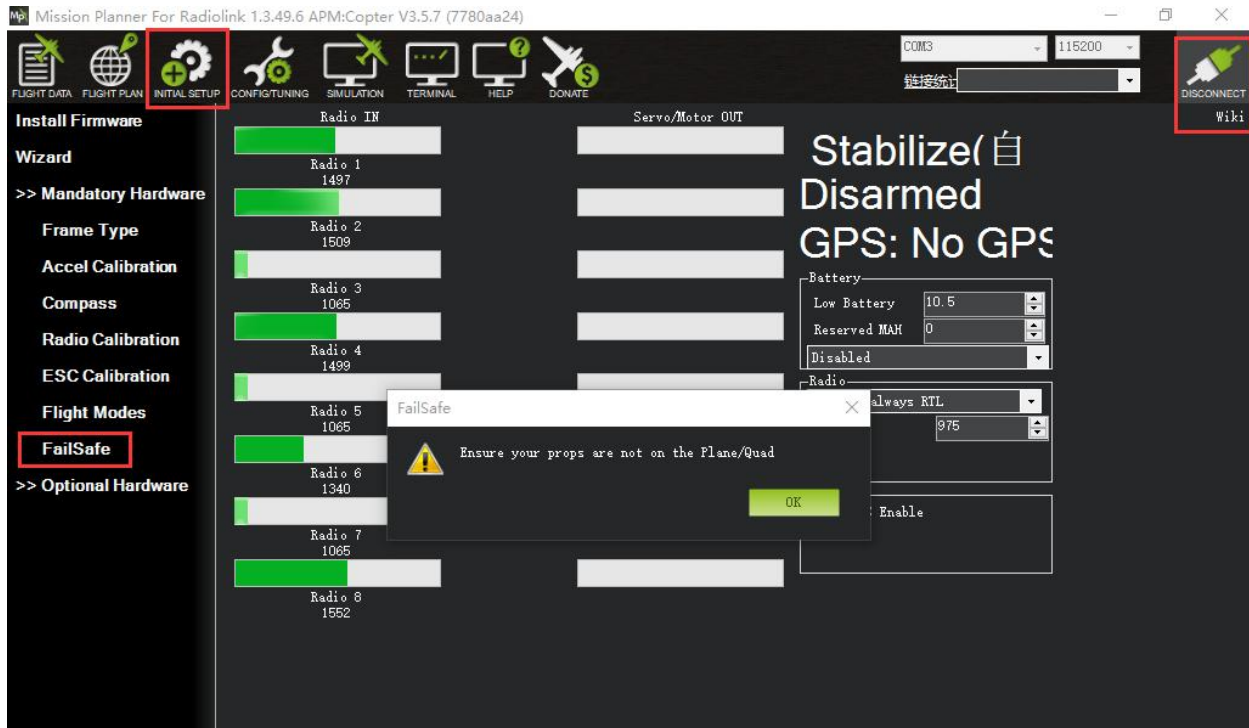 Mission Planner For Radiolink 1.3.49.6 APM:Copter V3.5.7 (7780aa24)
FLIGHT DATA FLIGHT PLAN INITIAL SETUP CONFIG/TUNING SIMULATION TERMINAL HELP DONATE
COM3 115200
链接统计
DISCONNECT
Install Firmware
Wizard
>> Mandatory Hardware
Frame Type
Accel Calibration
Compass
Radio Calibration
ESC Calibration
Flight Modes
FailSafe
>> Optional Hardware
Radio IN
Radio 1
1497
Radio 2
1509
Radio 3
1065
Radio 4
1499
Radio 5
1065
Radio 6
1340
Radio 7
1065
Radio 8
1552
Servo/Motor OUT
Wiki
Stabilize(自
Disarmed
GPS: No GPS
Battery
Low Battery 10.5
Reserved MAH 0
Disabled
Radio
always RTL
975
Enable
FailSafe
Ensure your props are not on the Plane/Quad
OK